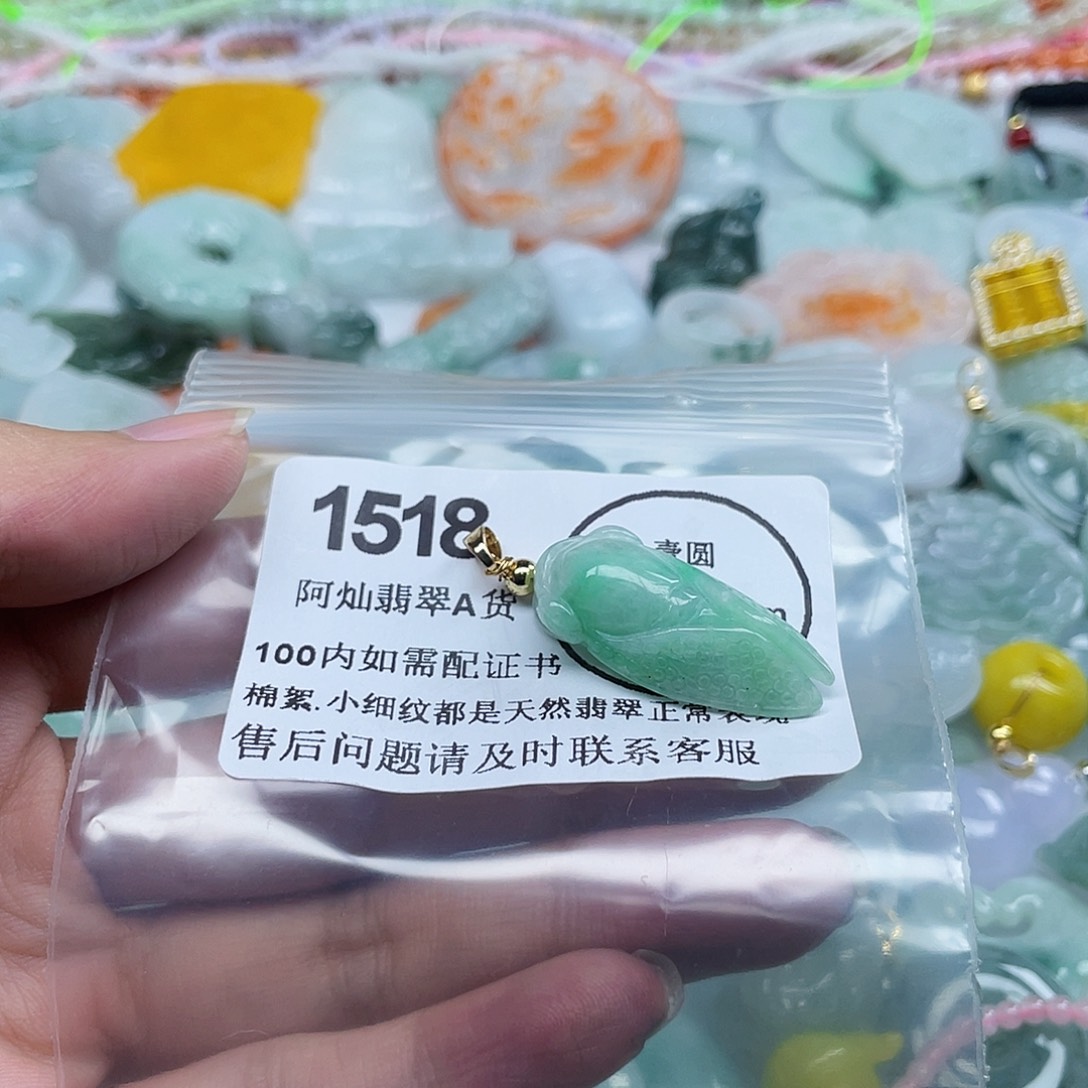 1518
阿灿翡翠A货
圆
100内如需配证书
棉絮.小细纹都是天然翡翠正常表现
售后问题请及时联系客服